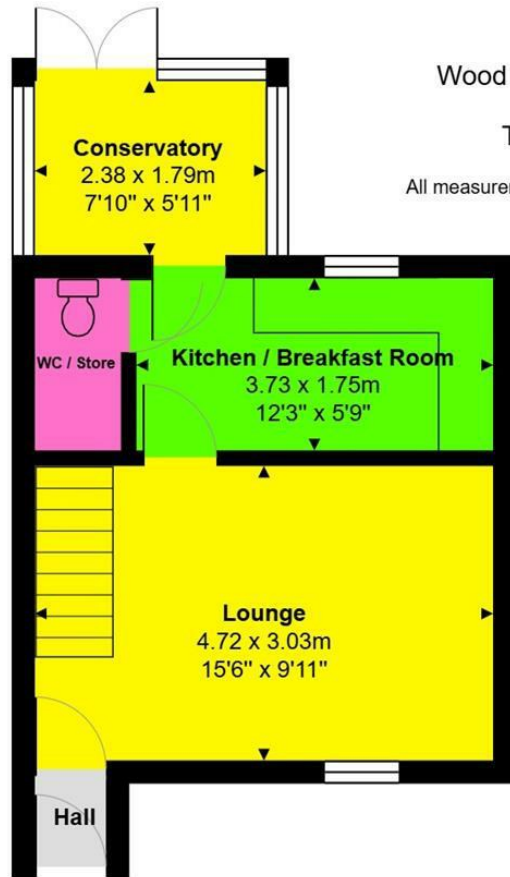 Wood
T
All measurer
Conservatory
2.38 x 1.79m
7'10" x 5'11"
WC / Store
Kitchen / Breakfast Room
3.73 x 1.75m
12'3" x 5'9"
Lounge
4.72 x 3.03m
15'6" x 9'11"
Hall